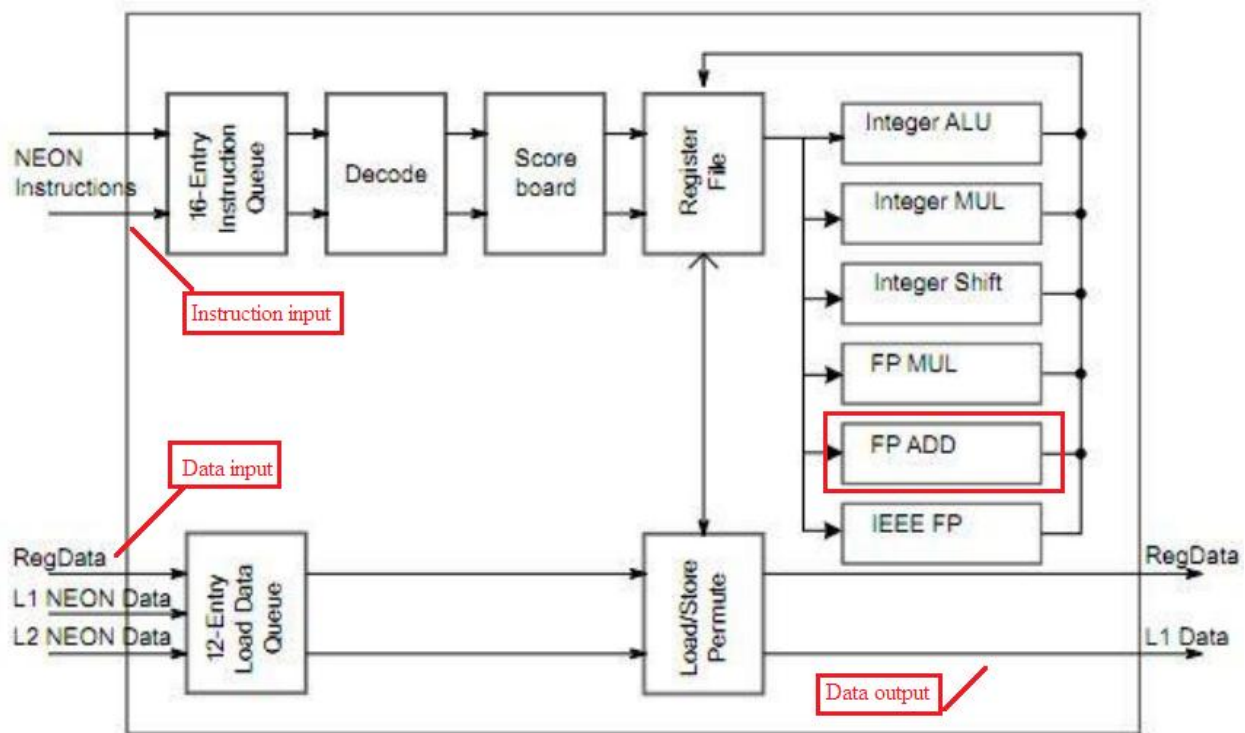 NEON
Instructions
16-Entry
Instruction
Queue
Decode
Score
board
Register
File
Integer ALU
Integer MUL
Integer Shift
FP MUL
FP ADD
IEEE FP
Instruction input
Data input
RegData
L1 NEON Data
L2 NEON Data
12-Entry
Load Data
Queue
Load/Store
Permute
RegData
L1 Data
Data output